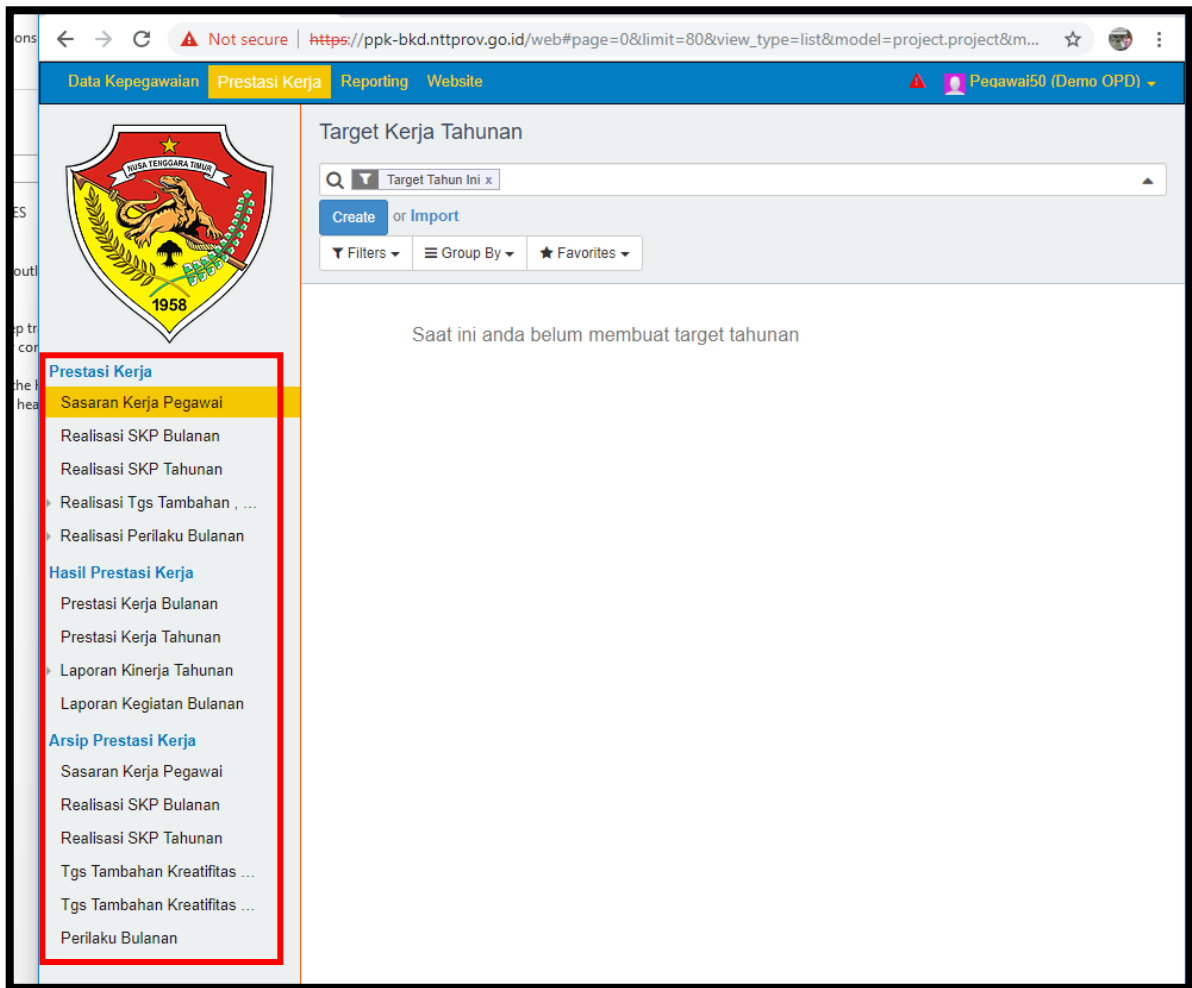 ons
Not secure | https://ppk-bkd.nttprov.go.id/web#page=0&limit=80&view_type=list&model=project.project&m...
Data Kepegawaian Prestasi Kerja Reporting Website Pegawai50 (Demo OPD)
NUSA TENGGARA TIMUR
1958
Target Kerja Tahunan
Target Tahun Ini x
Create or Import
Filters Group By Favorites
Saat ini anda belum membuat target tahunan
ES
outl
ep tr
cor
the H
hea
Prestasi Kerja
Sasaran Kerja Pegawai
Realisasi SKP Bulanan
Realisasi SKP Tahunan
Realisasi Tgs Tambahan , ...
Realisasi Perilaku Bulanan
Hasil Prestasi Kerja
Prestasi Kerja Bulanan
Prestasi Kerja Tahunan
Laporan Kinerja Tahunan
Laporan Kegiatan Bulanan
Arsip Prestasi Kerja
Sasaran Kerja Pegawai
Realisasi SKP Bulanan
Realisasi SKP Tahunan
Tgs Tambahan Kreatifitas ...
Tgs Tambahan Kreatifitas ...
Perilaku Bulanan